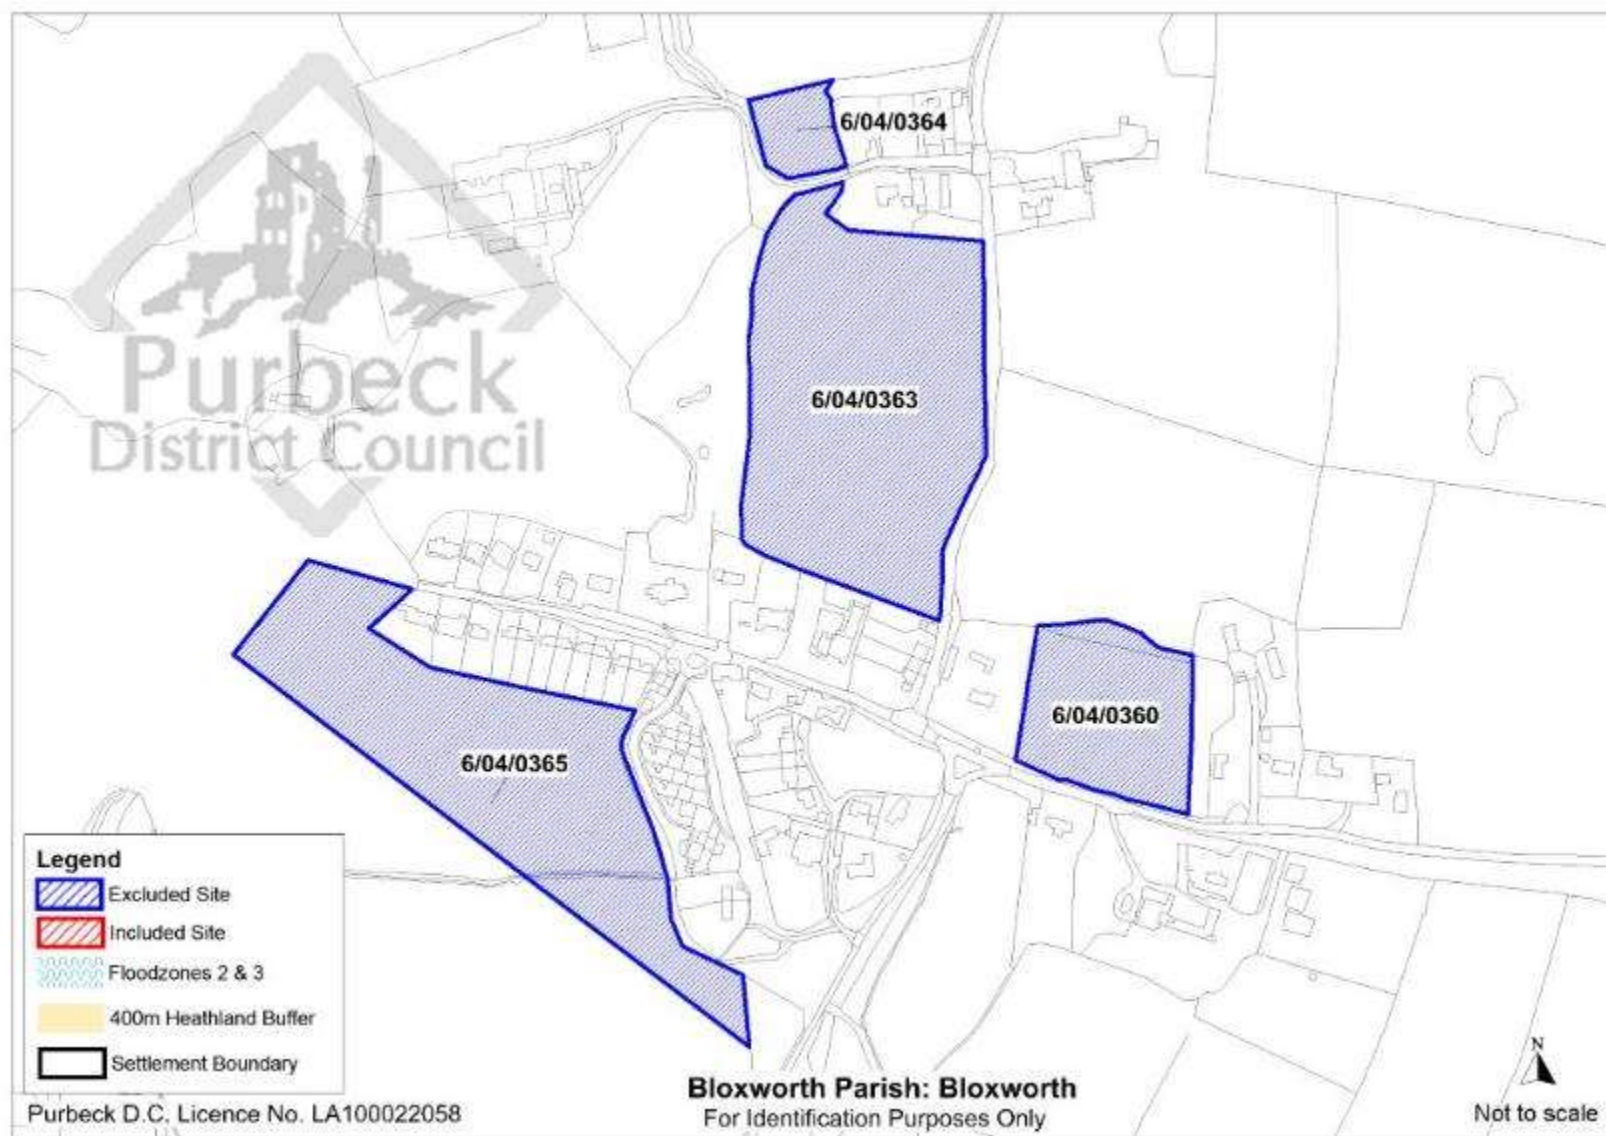 6/04/0364
6/04/0363
Purbeck
District Council
6/04/0360
6/04/0365
Legend
Excluded Site
Included Site
Floodzones 2 & 3
400m Heathland Buffer
Settlement Boundary
Purbeck D.C. Licence No. LA100022058
Bloxworth Parish: Bloxworth
For Identification Purposes Only
N
Not to scale